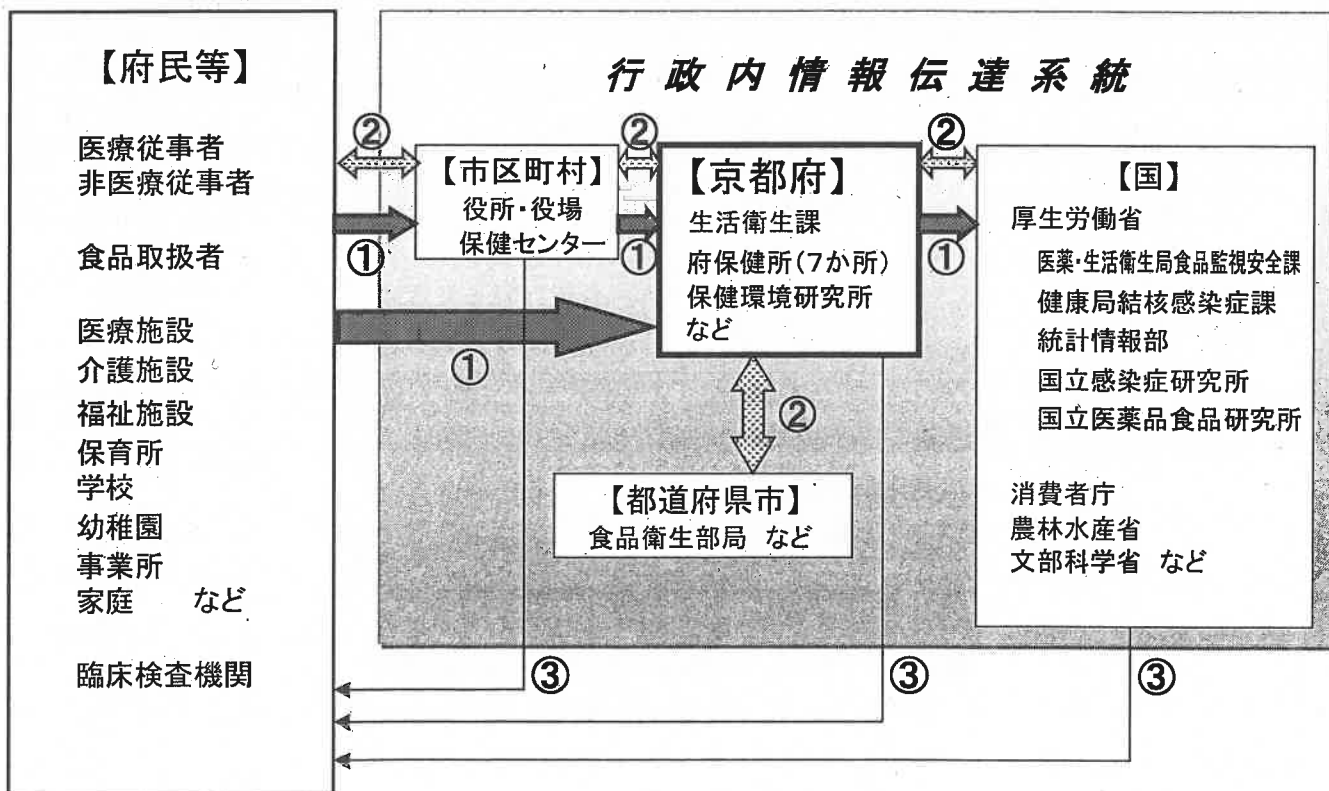 【府民等】
医療従事者
非医療従事者
食品取扱者
医療施設
介護施設
福祉施設
保育所
学校
幼稚園
事業所
家庭 など
臨床検査機関
行政内情報伝達系統
②
②
②
【市区町村】
役所・役場
保健センター
①
①
①
①
【京都府】
生活衛生課
府保健所(7か所)
保健環境研究所
など
②
【都道府県市】
食品衛生部局 など
【国】
厚生労働省
医薬・生活衛生局食品監視安全課
健康局結核感染症課
統計情報部
国立感染症研究所
国立医薬品食品研究所
消費者庁
農林水産省
文部科学省 など
③
③
③